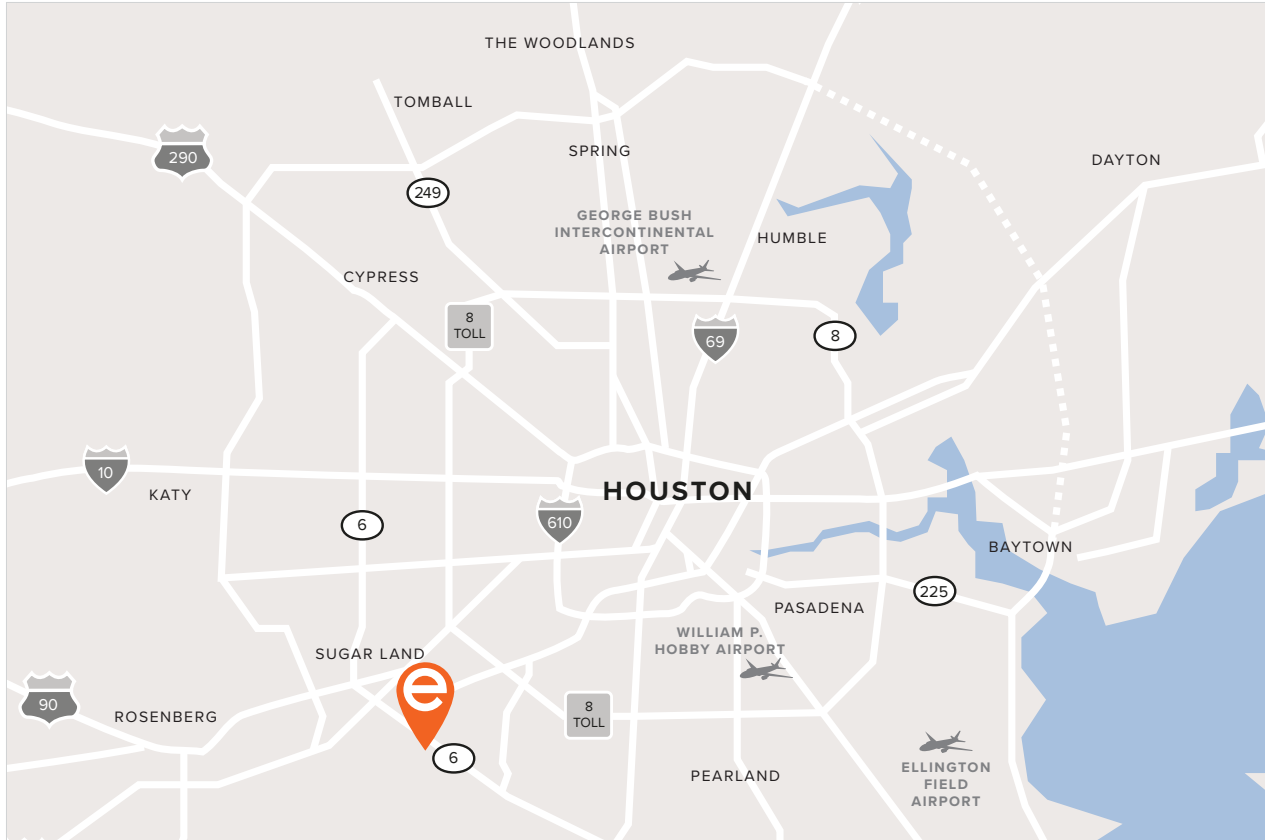 THE WOODLANDS
TOMBALL
290
SPRING
DAYTON
249
GEORGE BUSH
INTERCONTINENTAL
AIRPORT
HUMBLE
CYPRESS
8
TOLL
69
8
10
KATY
HOUSTON
6
610
BAYTOWN
225
PASADENA
WILLIAM P.
HOBBY AIRPORT
SUGAR LAND
e
90
ROSENBERG
8
TOLL
6
PEARLAND
ELLINGTON
FIELD
AIRPORT